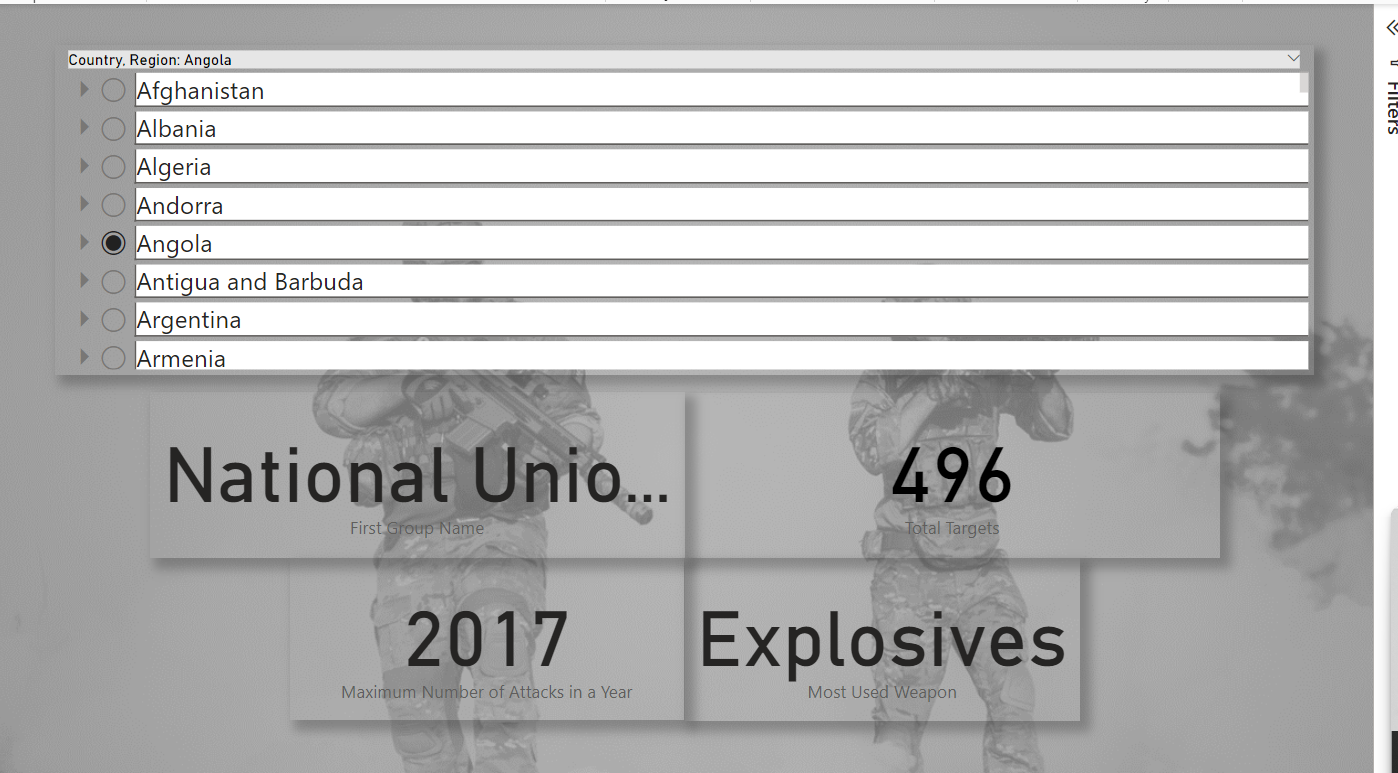 Country, Region: Angola
Afghanistan
Albania
Algeria
Andorra
Angola
Antigua and Barbuda
Argentina
Armenia
National Unio...
First Group Name
496
Total Targets
2017
Maximum Number of Attacks in a Year
Explosives
Most Used Weapon
Filters